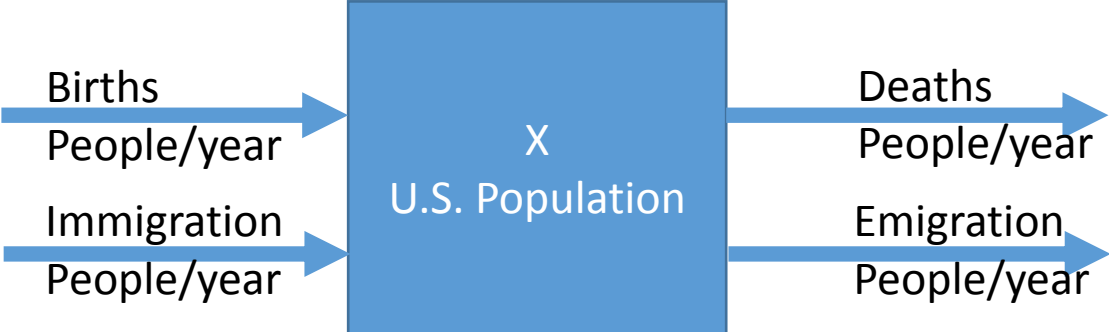 Births
People/year
Immigration
People/year
X
U.S. Population
Deaths
People/year
Emigration
People/year